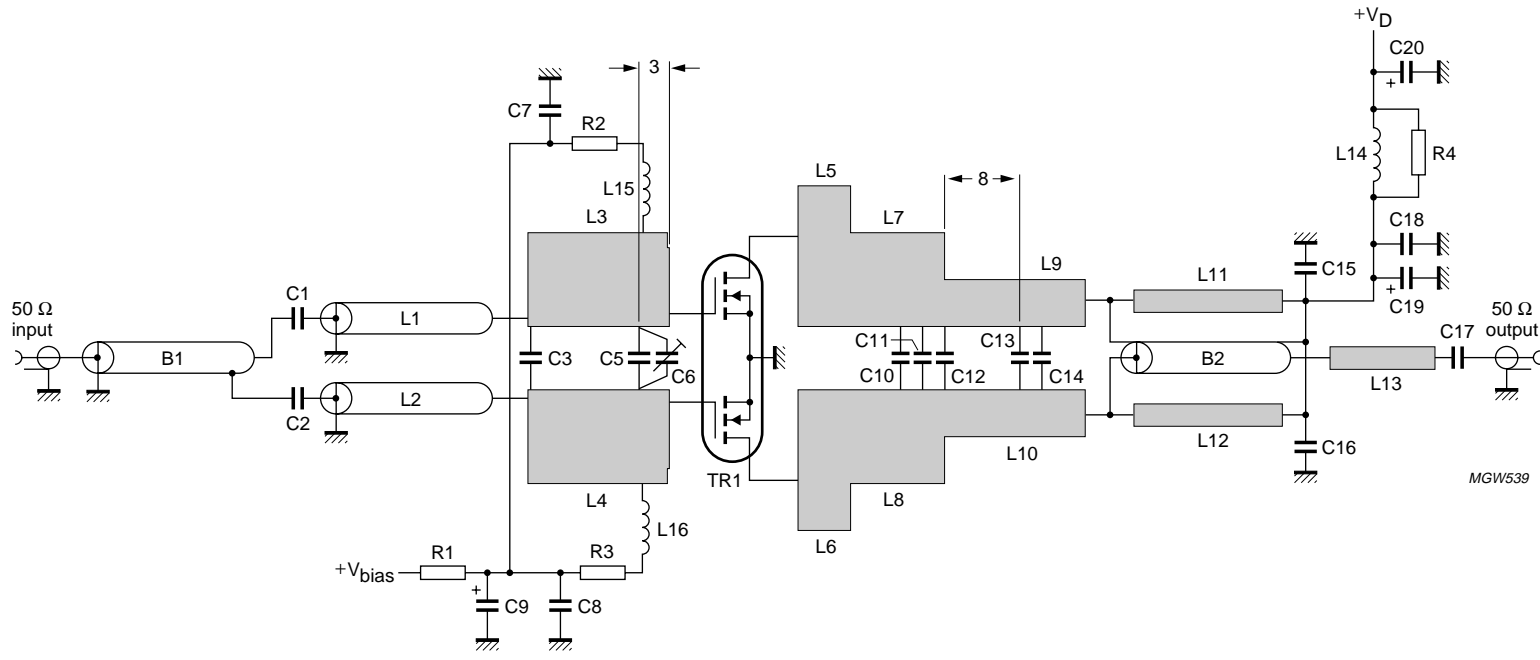 +VD
C20
+
3
C7
R2
L14
R4
L15
L5
8
L3
L7
C18
L9
C15
L11
C19
+
50 Ω
input
C1
L1
50 Ω
output
C17
B1
C3
C5
C6
C11
C13
C10
C12
C14
B2
L13
C2
L2
L12
L10
C16
TR1
L4
L8
MGW539
L16
L6
R1
R3
+Vbias
+
C9
C8